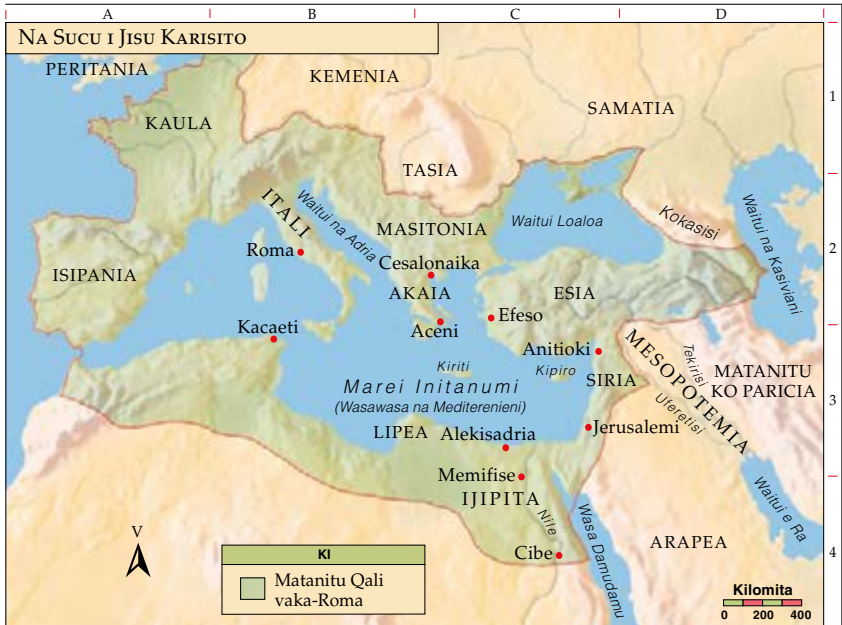 A B C D
NA SUCU I JISU KARISITO
PERITANIA
KEMENIA
1
SAMATIA
KAULA
TASIA
ITALI
Waitui na Adria
MASITONIA
Waitui Loaloa
Kokasisi
Waitui na Kasiviani
2
Roma
Cesalonaika
ISIPANIA
AKAIA
ESIA
Efeso
Kacaeti
Aceni
Anitioki
MESOPOTEMIA
Tekirisi
Kiriti
Kipiro
SIRIA
MATANITU
KO PARICIA
Marei Initanumi
(Wasawasa na Mediterenieni)
Uferetisi
3
LIPEA
Alekisadria
Jerusalemi
Memifise
IJIPITA
Waitui e Ra
Nile
Wasa Damudamu
V
ARAPEA
Cibe
4
KI
Matanitu Qali
vaka-Roma
Kilomita
0 200 400